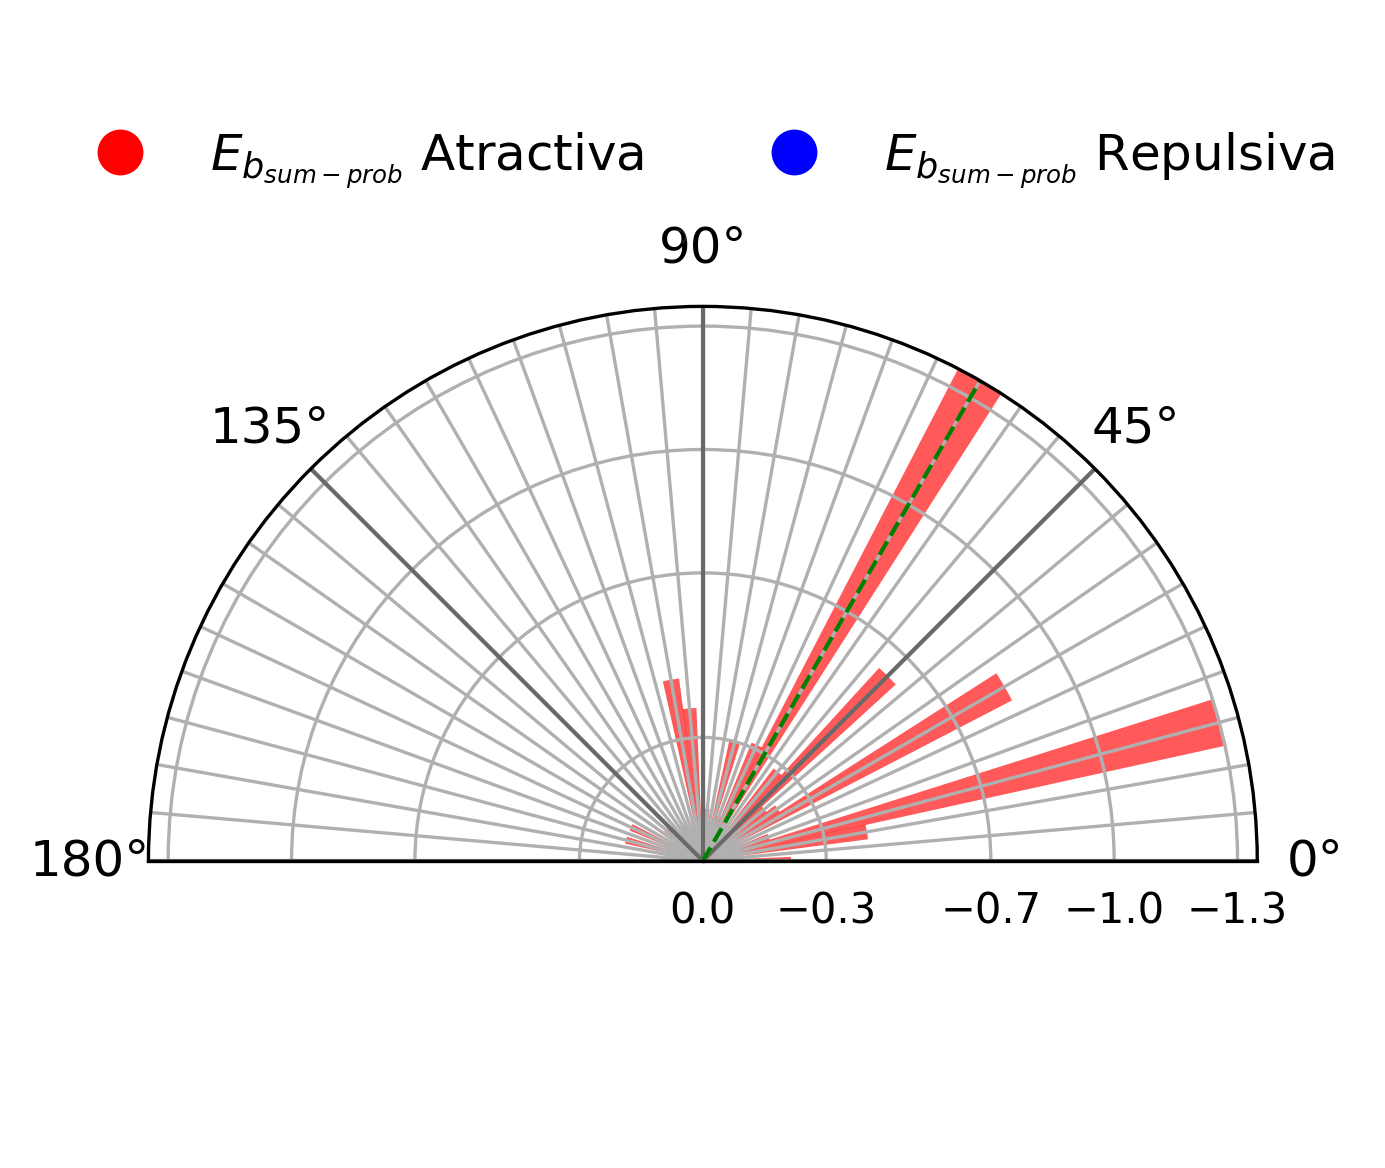 E_{b_{sum-prob}} Atractiva E_{b_{sum-prob}} Repulsiva
90°
135° 45°
180° 0°
0.0 −0.3 −0.7 −1.0 −1.3